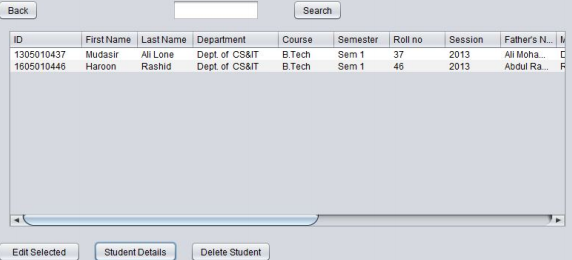 Back Search
ID First Name Last Name Department Course Semester Roll no Session Father's N... M
1305010437 Mudasir Ali Lone Dept. of CS&IT B.Tech Sem 1 37 2013 Ali Moha... D
1605010446 Haroon Rashid Dept. of CS&IT B.Tech Sem 1 46 2013 Abdul Ra... R
Edit Selected Student Details Delete Student